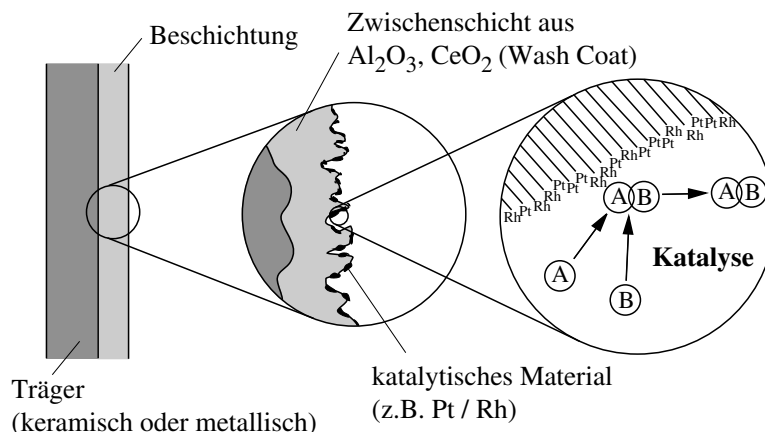 Beschichtung
Zwischenschicht aus
Al2O3, CeO2 (Wash Coat)
Träger
(keramisch oder metallisch)
katalytisches Material
(z.B. Pt / Rh)
Rh
Pt
Rh
Pt
Pt
Rh
Pt
Rh
Pt
Rh
Pt
Pt
Pt
Rh
Rh
Pt
Pt
Rh
A
B
A
B
A
B
Katalyse